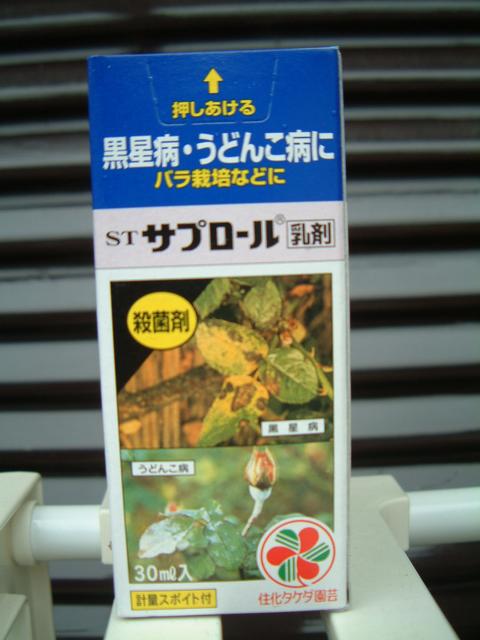 押しあける
黒星病・うどんこ病に
バラ栽培などに
STサプロール®乳剤
殺菌剤
黒星病
うどんこ病
30mℓ入
計量スポイト付
住化タケダ園芸